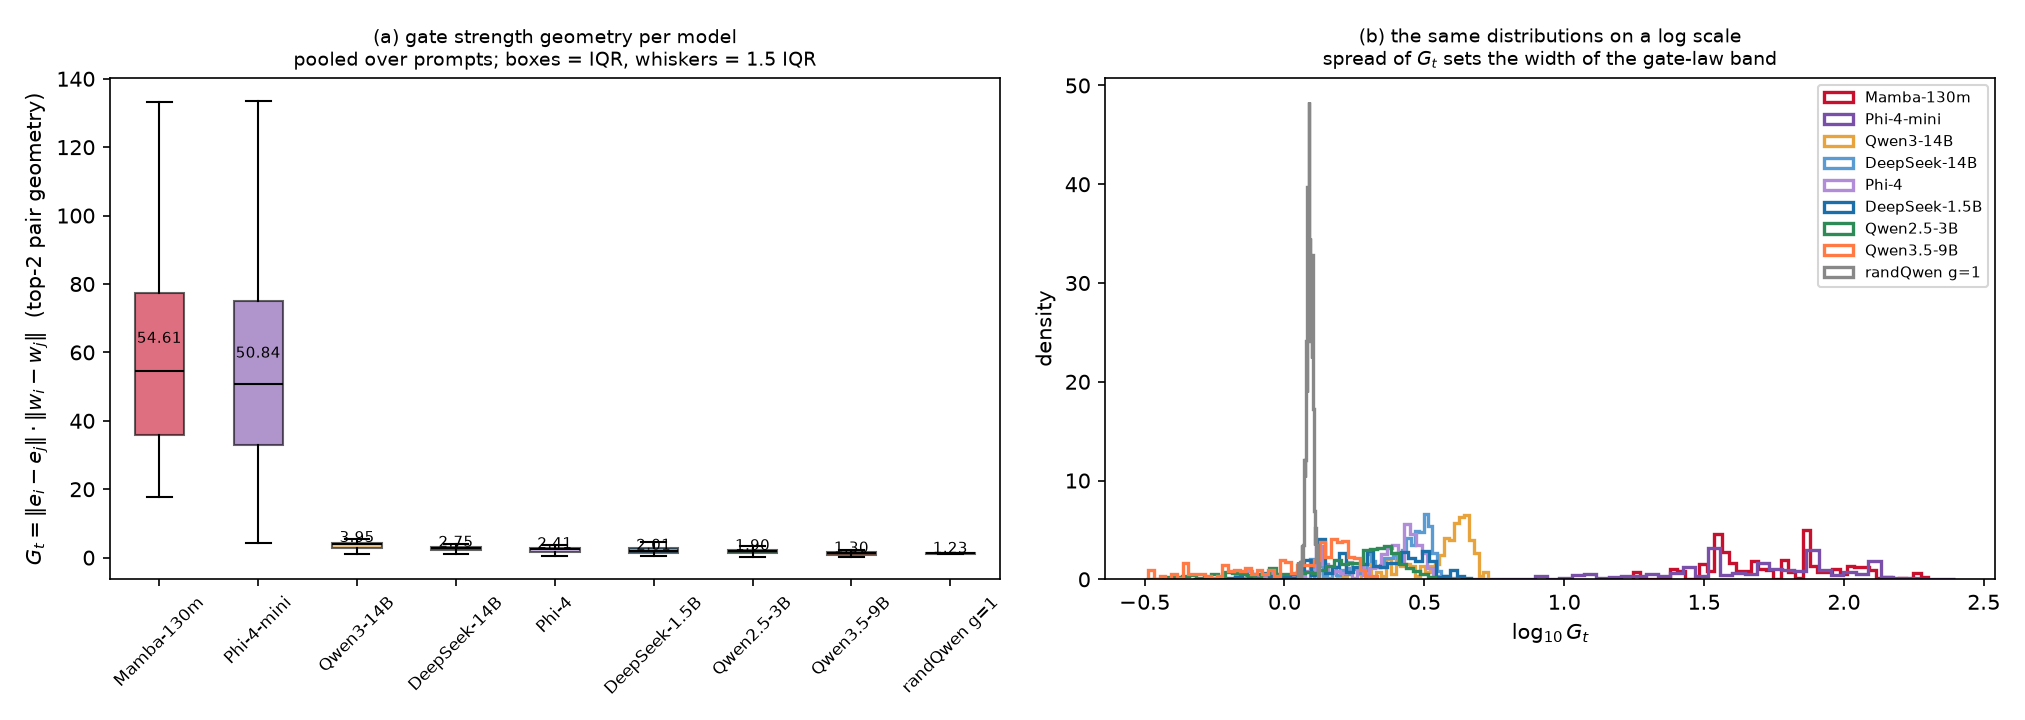 (a) gate strength geometry per model
pooled over prompts; boxes = IQR, whiskers = 1.5 IQR
G_t = ‖e_i − e_j‖ · ‖w_i − w_j‖ (top-2 pair geometry)
140
120
100
80
60
40
20
0
54.61
50.84
3.95
2.75
2.41
2.01
1.90
1.30
1.23
Mamba-130m
Phi-4-mini
Qwen3-14B
DeepSeek-14B
Phi-4
DeepSeek-1.5B
Qwen2.5-3B
Qwen3.5-9B
randQwen g=1
(b) the same distributions on a log scale
spread of G_t sets the width of the gate-law band
density
50
40
30
20
10
0
−0.5
0.0
0.5
1.0
1.5
2.0
2.5
log₁₀ G_t
Mamba-130m
Phi-4-mini
Qwen3-14B
DeepSeek-14B
Phi-4
DeepSeek-1.5B
Qwen2.5-3B
Qwen3.5-9B
randQwen g=1